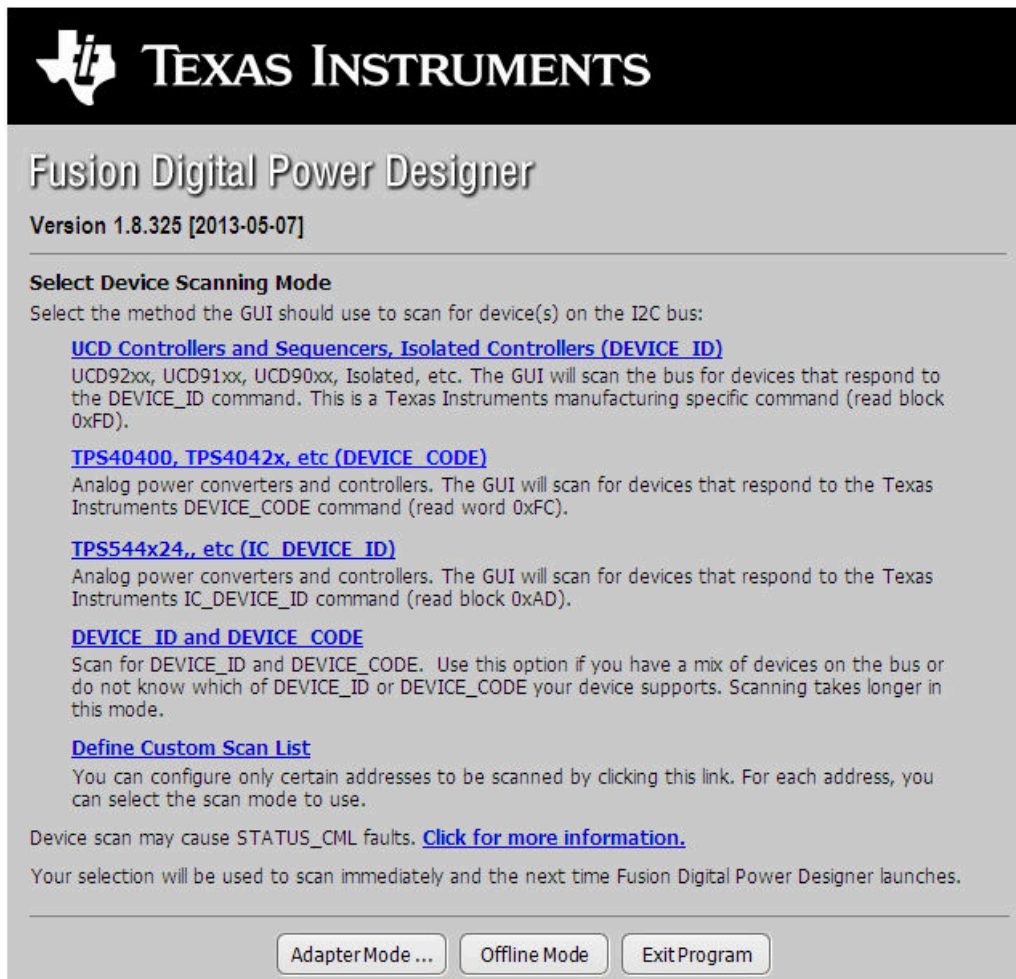 TEXAS INSTRUMENTS
Fusion Digital Power Designer
Version 1.8.325 [2013-05-07]
Select Device Scanning Mode
Select the method the GUI should use to scan for device(s) on the I2C bus:
UCD Controllers and Sequencers, Isolated Controllers (DEVICE_ID)
UCD92xx, UCD91xx, UCD90xx, Isolated, etc. The GUI will scan the bus for devices that respond to
the DEVICE_ID command. This is a Texas Instruments manufacturing specific command (read block
0xFD).
TPS40400, TPS4042x, etc (DEVICE_CODE)
Analog power converters and controllers. The GUI will scan for devices that respond to the Texas
Instruments DEVICE_CODE command (read word 0xFC).
TPS544x24,, etc (IC_DEVICE_ID)
Analog power converters and controllers. The GUI will scan for devices that respond to the Texas
Instruments IC_DEVICE_ID command (read block 0xAD).
DEVICE_ID and DEVICE_CODE
Scan for DEVICE_ID and DEVICE_CODE.  Use this option if you have a mix of devices on the bus or
do not know which of DEVICE_ID or DEVICE_CODE your device supports. Scanning takes longer in
this mode.
Define Custom Scan List
You can configure only certain addresses to be scanned by clicking this link. For each address, you
can select the scan mode to use.
Device scan may cause STATUS_CML faults. Click for more information.
Your selection will be used to scan immediately and the next time Fusion Digital Power Designer launches.
Adapter Mode ... Offline Mode Exit Program